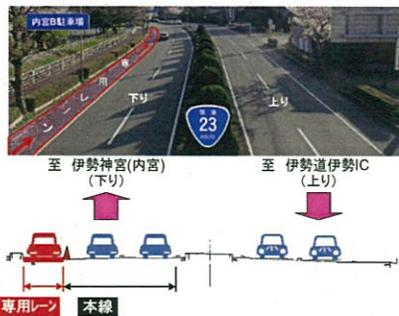 内宮B駐車場
専用レーン
下り
上り
国道
23
ROUTE
至 伊勢神宮(内宮)
(下り)
至 伊勢道伊勢IC
(上り)
専用レーン
本線